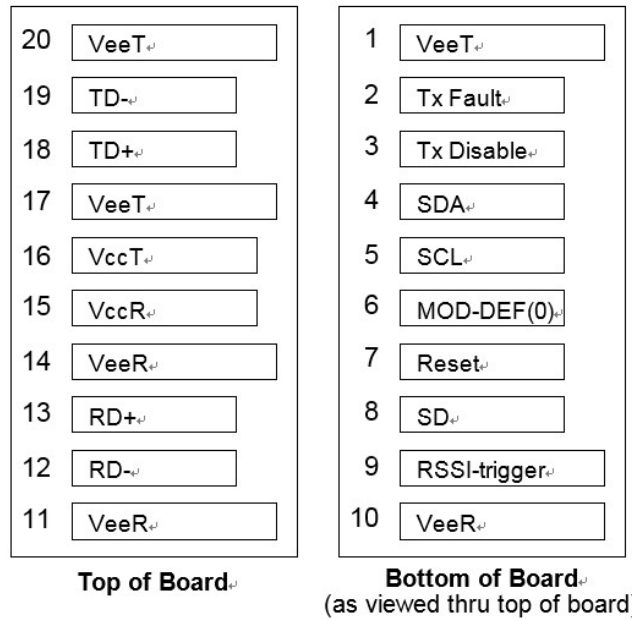 20 VeeT
19 TD-
18 TD+
17 VeeT
16 VccT
15 VccR
14 VeeR
13 RD+
12 RD-
11 VeeR
Top of Board
1 VeeT
2 Tx Fault
3 Tx Disable
4 SDA
5 SCL
6 MOD-DEF(0)
7 Reset
8 SD
9 RSSI-trigger
10 VeeR
Bottom of Board
(as viewed thru top of board)